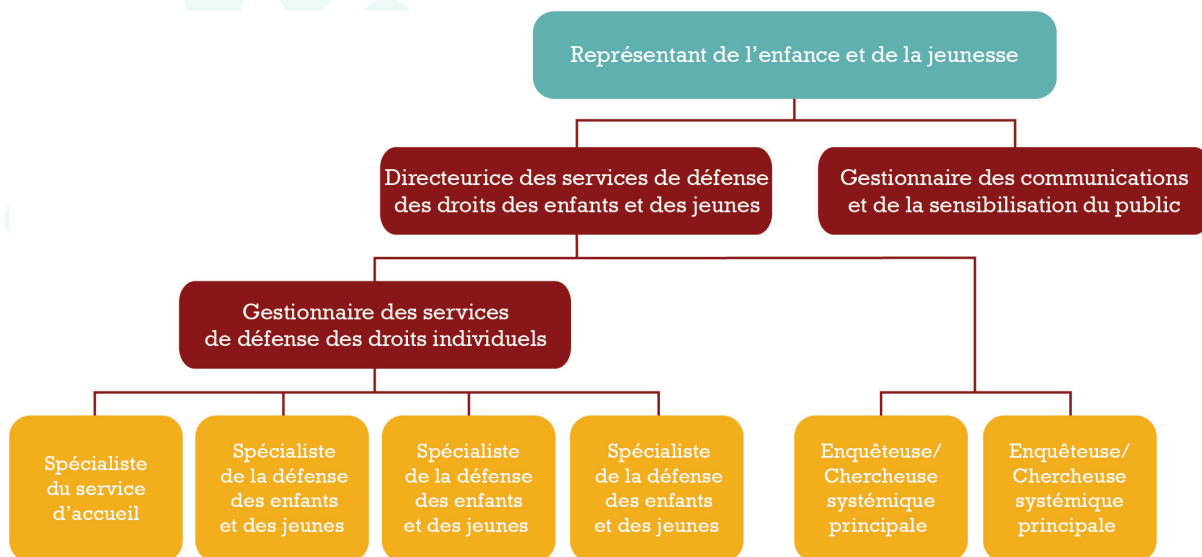 Représentant de l’enfance et de la jeunesse
Directeurice des services de défense
des droits des enfants et des jeunes
Gestionnaire des communications
et de la sensibilisation du public
Gestionnaire des services
de défense des droits individuels
Spécialiste
du service
d’accueil
Spécialiste
de la défense
des enfants
et des jeunes
Spécialiste
de la défense
des enfants
et des jeunes
Spécialiste
de la défense
des enfants
et des jeunes
Enquêteuse/
Chercheuse
systémique
principale
Enquêteuse/
Chercheuse
systémique
principale